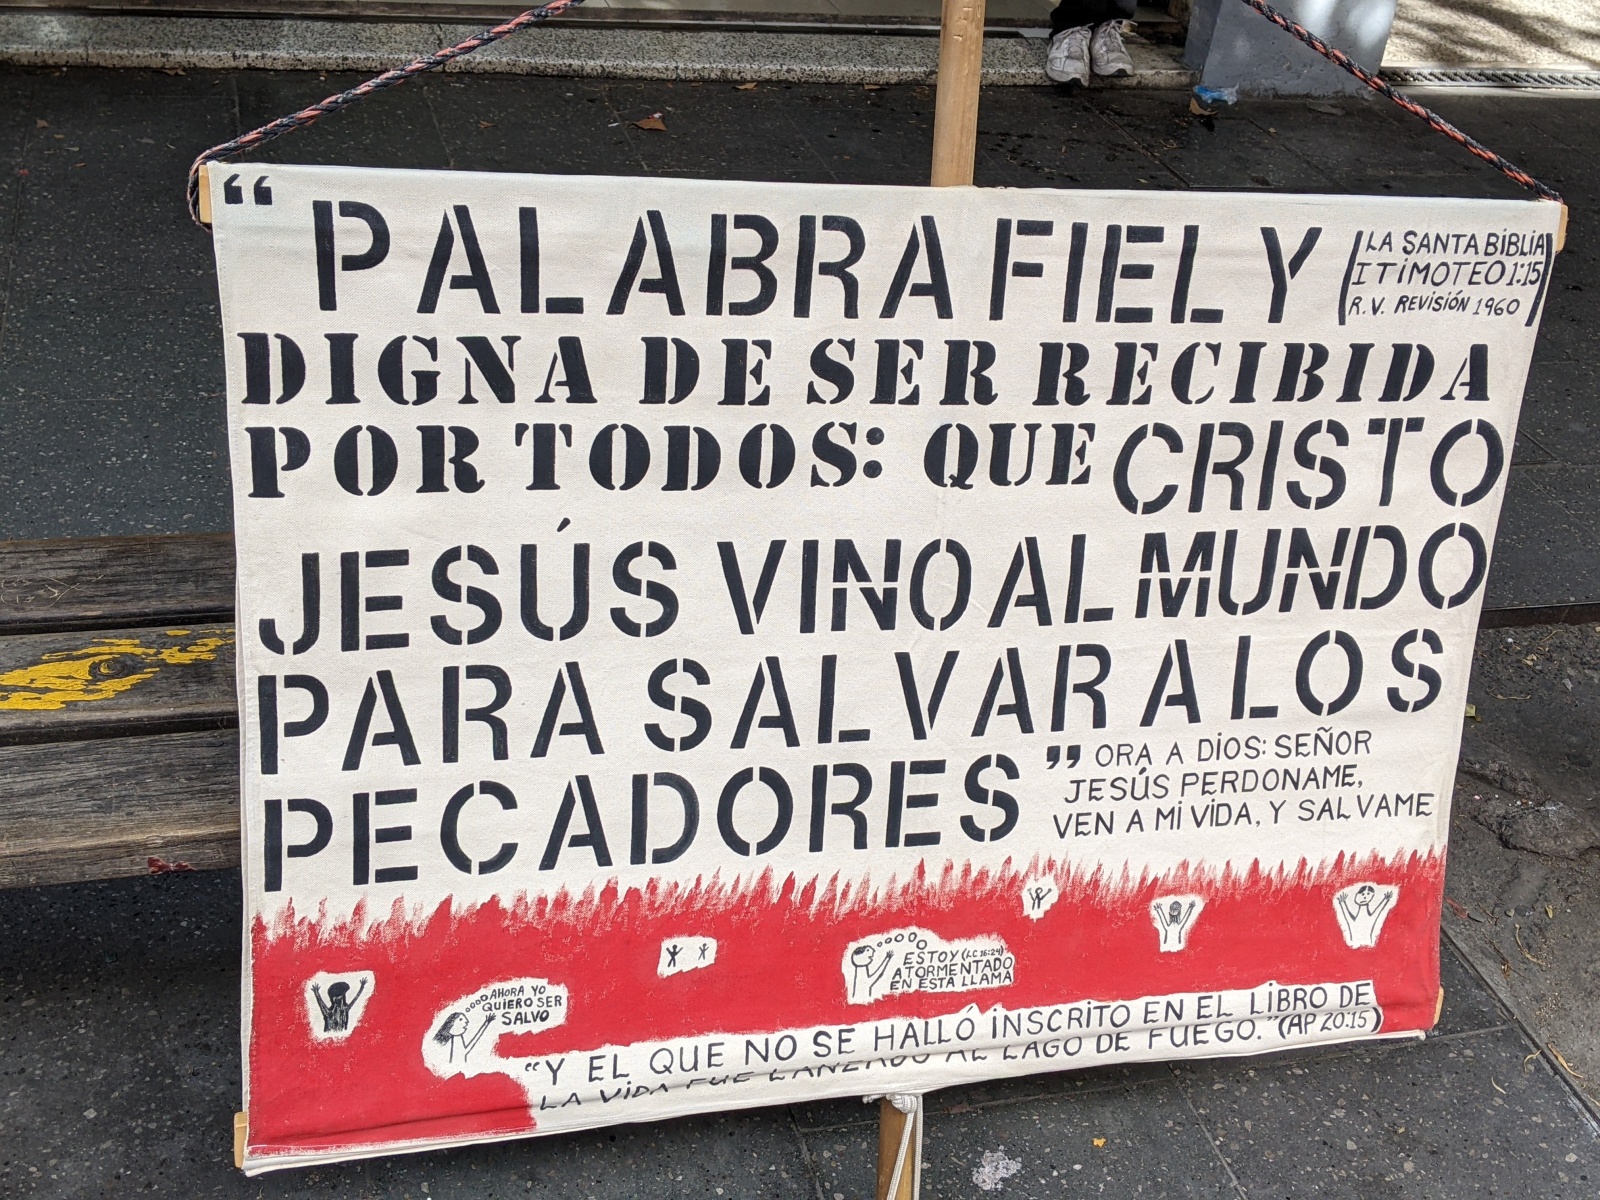 “ PALABRA FIEL Y
(LA SANTA BIBLIA
I TIMOTEO 1:15
R.V. REVISIÓN 1960)
DIGNA DE SER RECIBIDA
POR TODOS: QUE CRISTO
JESÚS VINO AL MUNDO
PARA SALVAR A LOS
PECADORES ”
ORA A DIOS: SEÑOR
JESÚS PERDONAME,
VEN A MI VIDA, Y SALVAME
AHORA YO
QUIERO SER
SALVO
ESTOY (LC 16:24)
ATORMENTADO
EN ESTA LLAMA
“Y EL QUE NO SE HALLÓ INSCRITO EN EL LIBRO DE
LA VIDA FUE LANZADO AL LAGO DE FUEGO.” (AP 20:15)